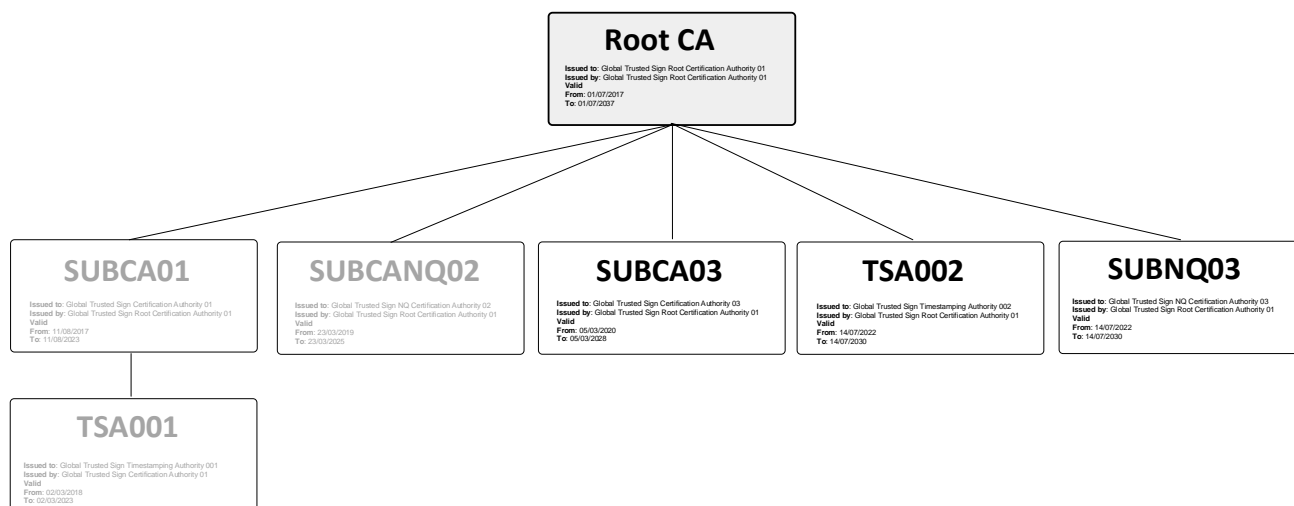 Root CA
Issued to: Global Trusted Sign Root Certification Authority 01
Issued by: Global Trusted Sign Root Certification Authority 01
Valid
From: 01/07/2017
To: 01/07/2037
SUBCA01
Issued to: Global Trusted Sign Certification Authority 01
Issued by: Global Trusted Sign Root Certification Authority 01
Valid
From: 11/08/2017
To: 11/08/2023
SUBCANQ02
Issued to: Global Trusted Sign NQ Certification Authority 02
Issued by: Global Trusted Sign Root Certification Authority 01
Valid
From: 23/03/2019
To: 23/03/2025
SUBCA03
Issued to: Global Trusted Sign Certification Authority 03
Issued by: Global Trusted Sign Root Certification Authority 01
Valid
From: 05/03/2020
To: 05/03/2028
TSA002
Issued to: Global Trusted Sign Timestamping Authority 002
Issued by: Global Trusted Sign Root Certification Authority 01
Valid
From: 14/07/2022
To: 14/07/2030
SUBNQ03
Issued to: Global Trusted Sign NQ Certification Authority 03
Issued by: Global Trusted Sign Root Certification Authority 01
Valid
From: 14/07/2022
To: 14/07/2030
TSA001
Issued to: Global Trusted Sign Timestamping Authority 001
Issued by: Global Trusted Sign Certification Authority 01
Valid
From: 02/03/2018
To: 02/03/2023